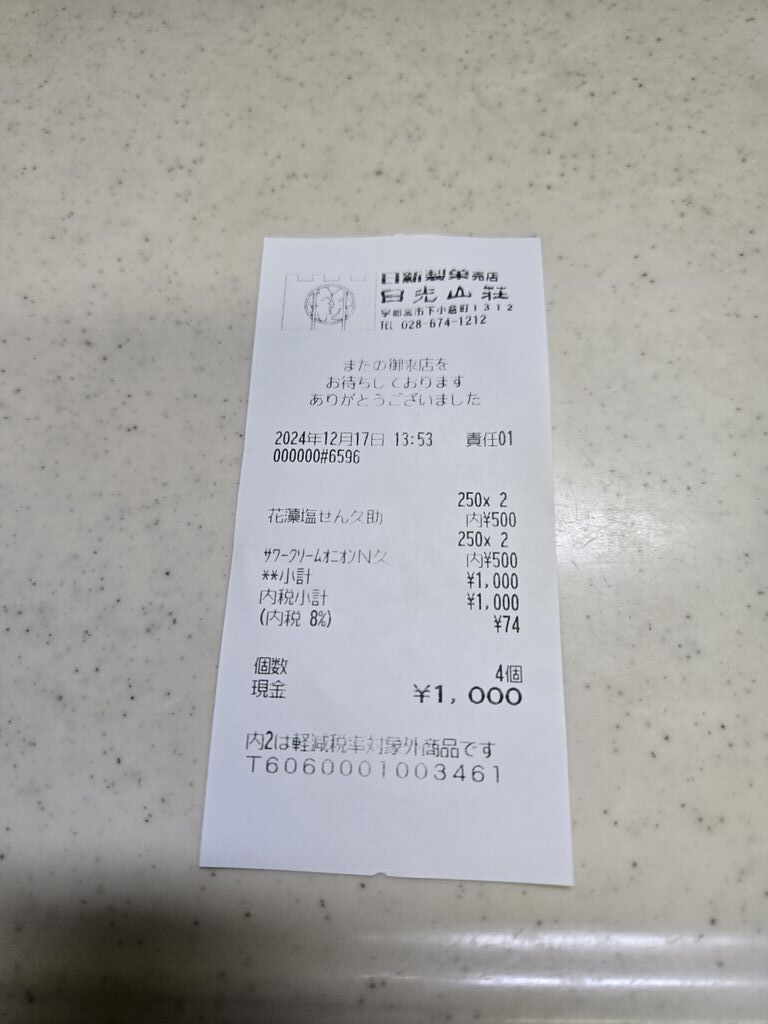 日新製菓売店
日光山荘
宇都宮市下小倉町1312
TEL 028-674-1212
またの御来店を
お待ちしております
ありがとうございました
2024年12月17日 13:53 責任01
000000#6596
250x 2
花藻塩せん久助 内¥500
250x 2
サワークリームオニオンN久 内¥500
**小計 ¥1,000
内税小計 ¥1,000
(内税 8%) ¥74
個数 4個
現金 ¥1,000
内2は軽減税率対象外商品です
T6060001003461